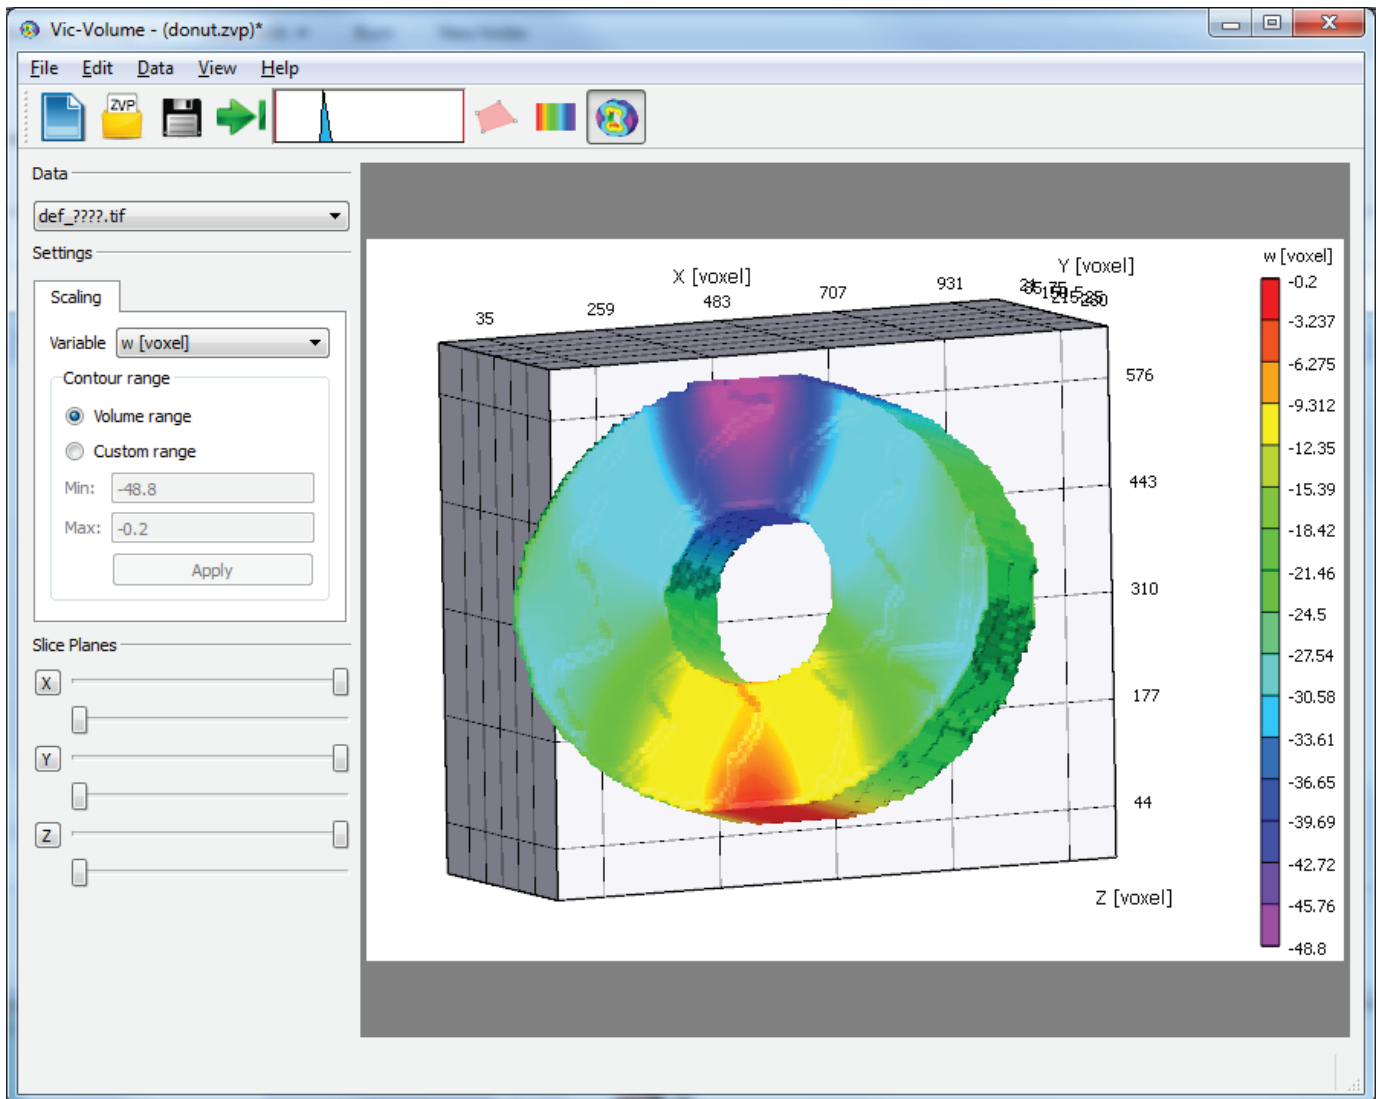 Vic-Volume - (donut.zvp)*
File Edit Data View Help
ZVP
Data
def_????.tif
Settings
Scaling
Variable w [voxel]
Contour range
Volume range
Custom range
Min: -48.8
Max: -0.2
Apply
Slice Planes
X
Y
Z
X [voxel]
35 259 483 707 931
Y [voxel]
576
443
310
177
44
Z [voxel]
w [voxel]
-0.2
-3.237
-6.275
-9.312
-12.35
-15.39
-18.42
-21.46
-24.5
-27.54
-30.58
-33.61
-36.65
-39.69
-42.72
-45.76
-48.8